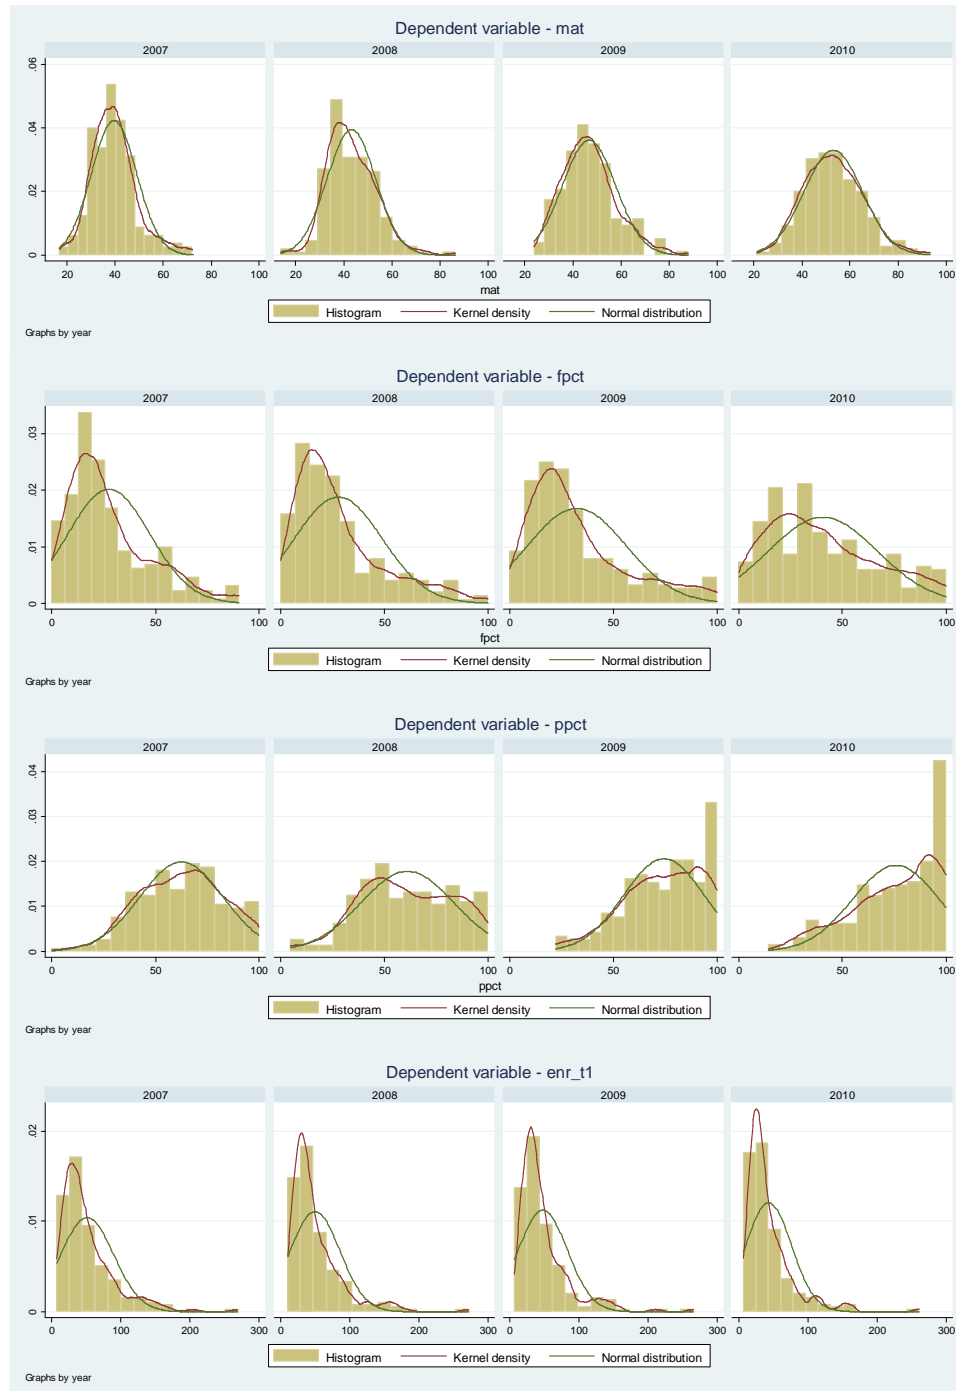 Dependent variable - mat
2007 2008 2009 2010
.06
.04
.02
0
20 40 60 80 100 20 40 60 80 100 0 20 40 60 80 100 20 40 60 80 100
mat
Histogram Kernel density Normal distribution
Graphs by year
Dependent variable - fpct
2007 2008 2009 2010
.03
.02
.01
0
0 50 100 0 50 100 0 50 100 0 50 100
fpct
Histogram Kernel density Normal distribution
Graphs by year
Dependent variable - ppct
2007 2008 2009 2010
.04
.03
.02
.01
0
0 50 100 0 50 100 0 50 100 0 50 100
ppct
Histogram Kernel density Normal distribution
Graphs by year
Dependent variable - enr_t1
2007 2008 2009 2010
.02
.01
0
0 100 200 300 0 100 200 300 0 100 200 300 0 100 200 300
Histogram Kernel density Normal distribution
Graphs by year